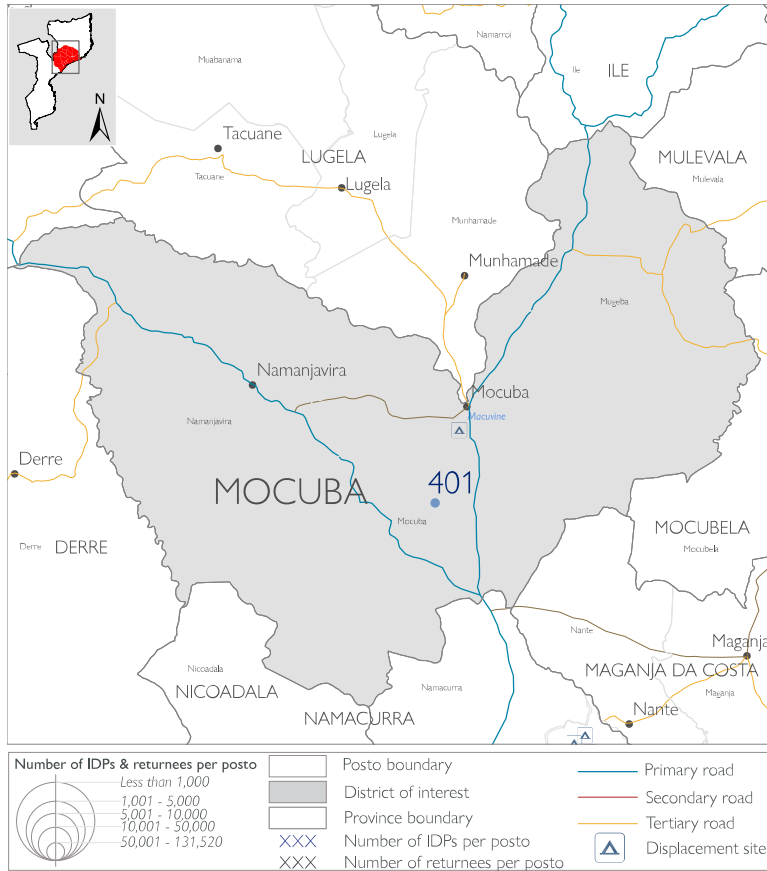 N
Namarroi
Ile
ILE
Muabanama
Tacuane
Lugela
LUGELA
MULEVALA
Tacuane
Lugela
Mulevala
Munhamade
Munhamade
Mugeba
Namanjavira
Mocuba
Macuvine
Namanjavira
Derre
401
MOCUBA
Mocuba
MOCUBELA
Derre
DERRE
Mocubela
Nante
Maganja
Nicoadala
MAGANJA DA COSTA
NICOADALA
Namacurra
Maganja
NAMACURRA
Nante
Number of IDPs & returnees per posto
Less than 1,000
1,001 - 5,000
5,001 - 10,000
10,001 - 50,000
50,001 - 131,520
Posto boundary
District of interest
Province boundary
XXX Number of IDPs per posto
XXX Number of returnees per posto
Primary road
Secondary road
Tertiary road
Displacement site